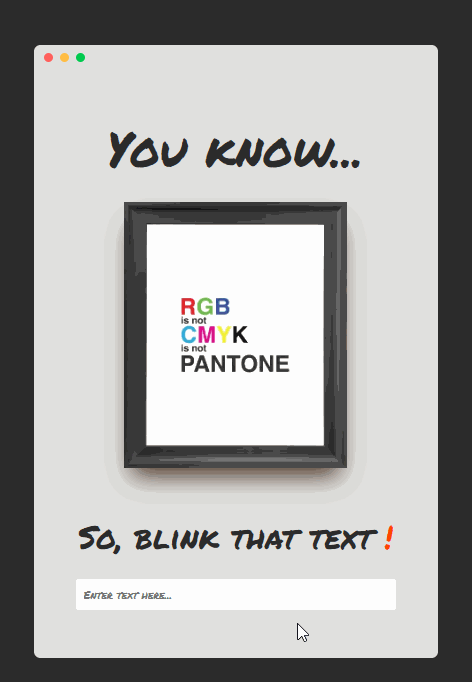 You know...
RGB
is not
CMYK
is not
PANTONE
So, blink that text !
Enter text here...